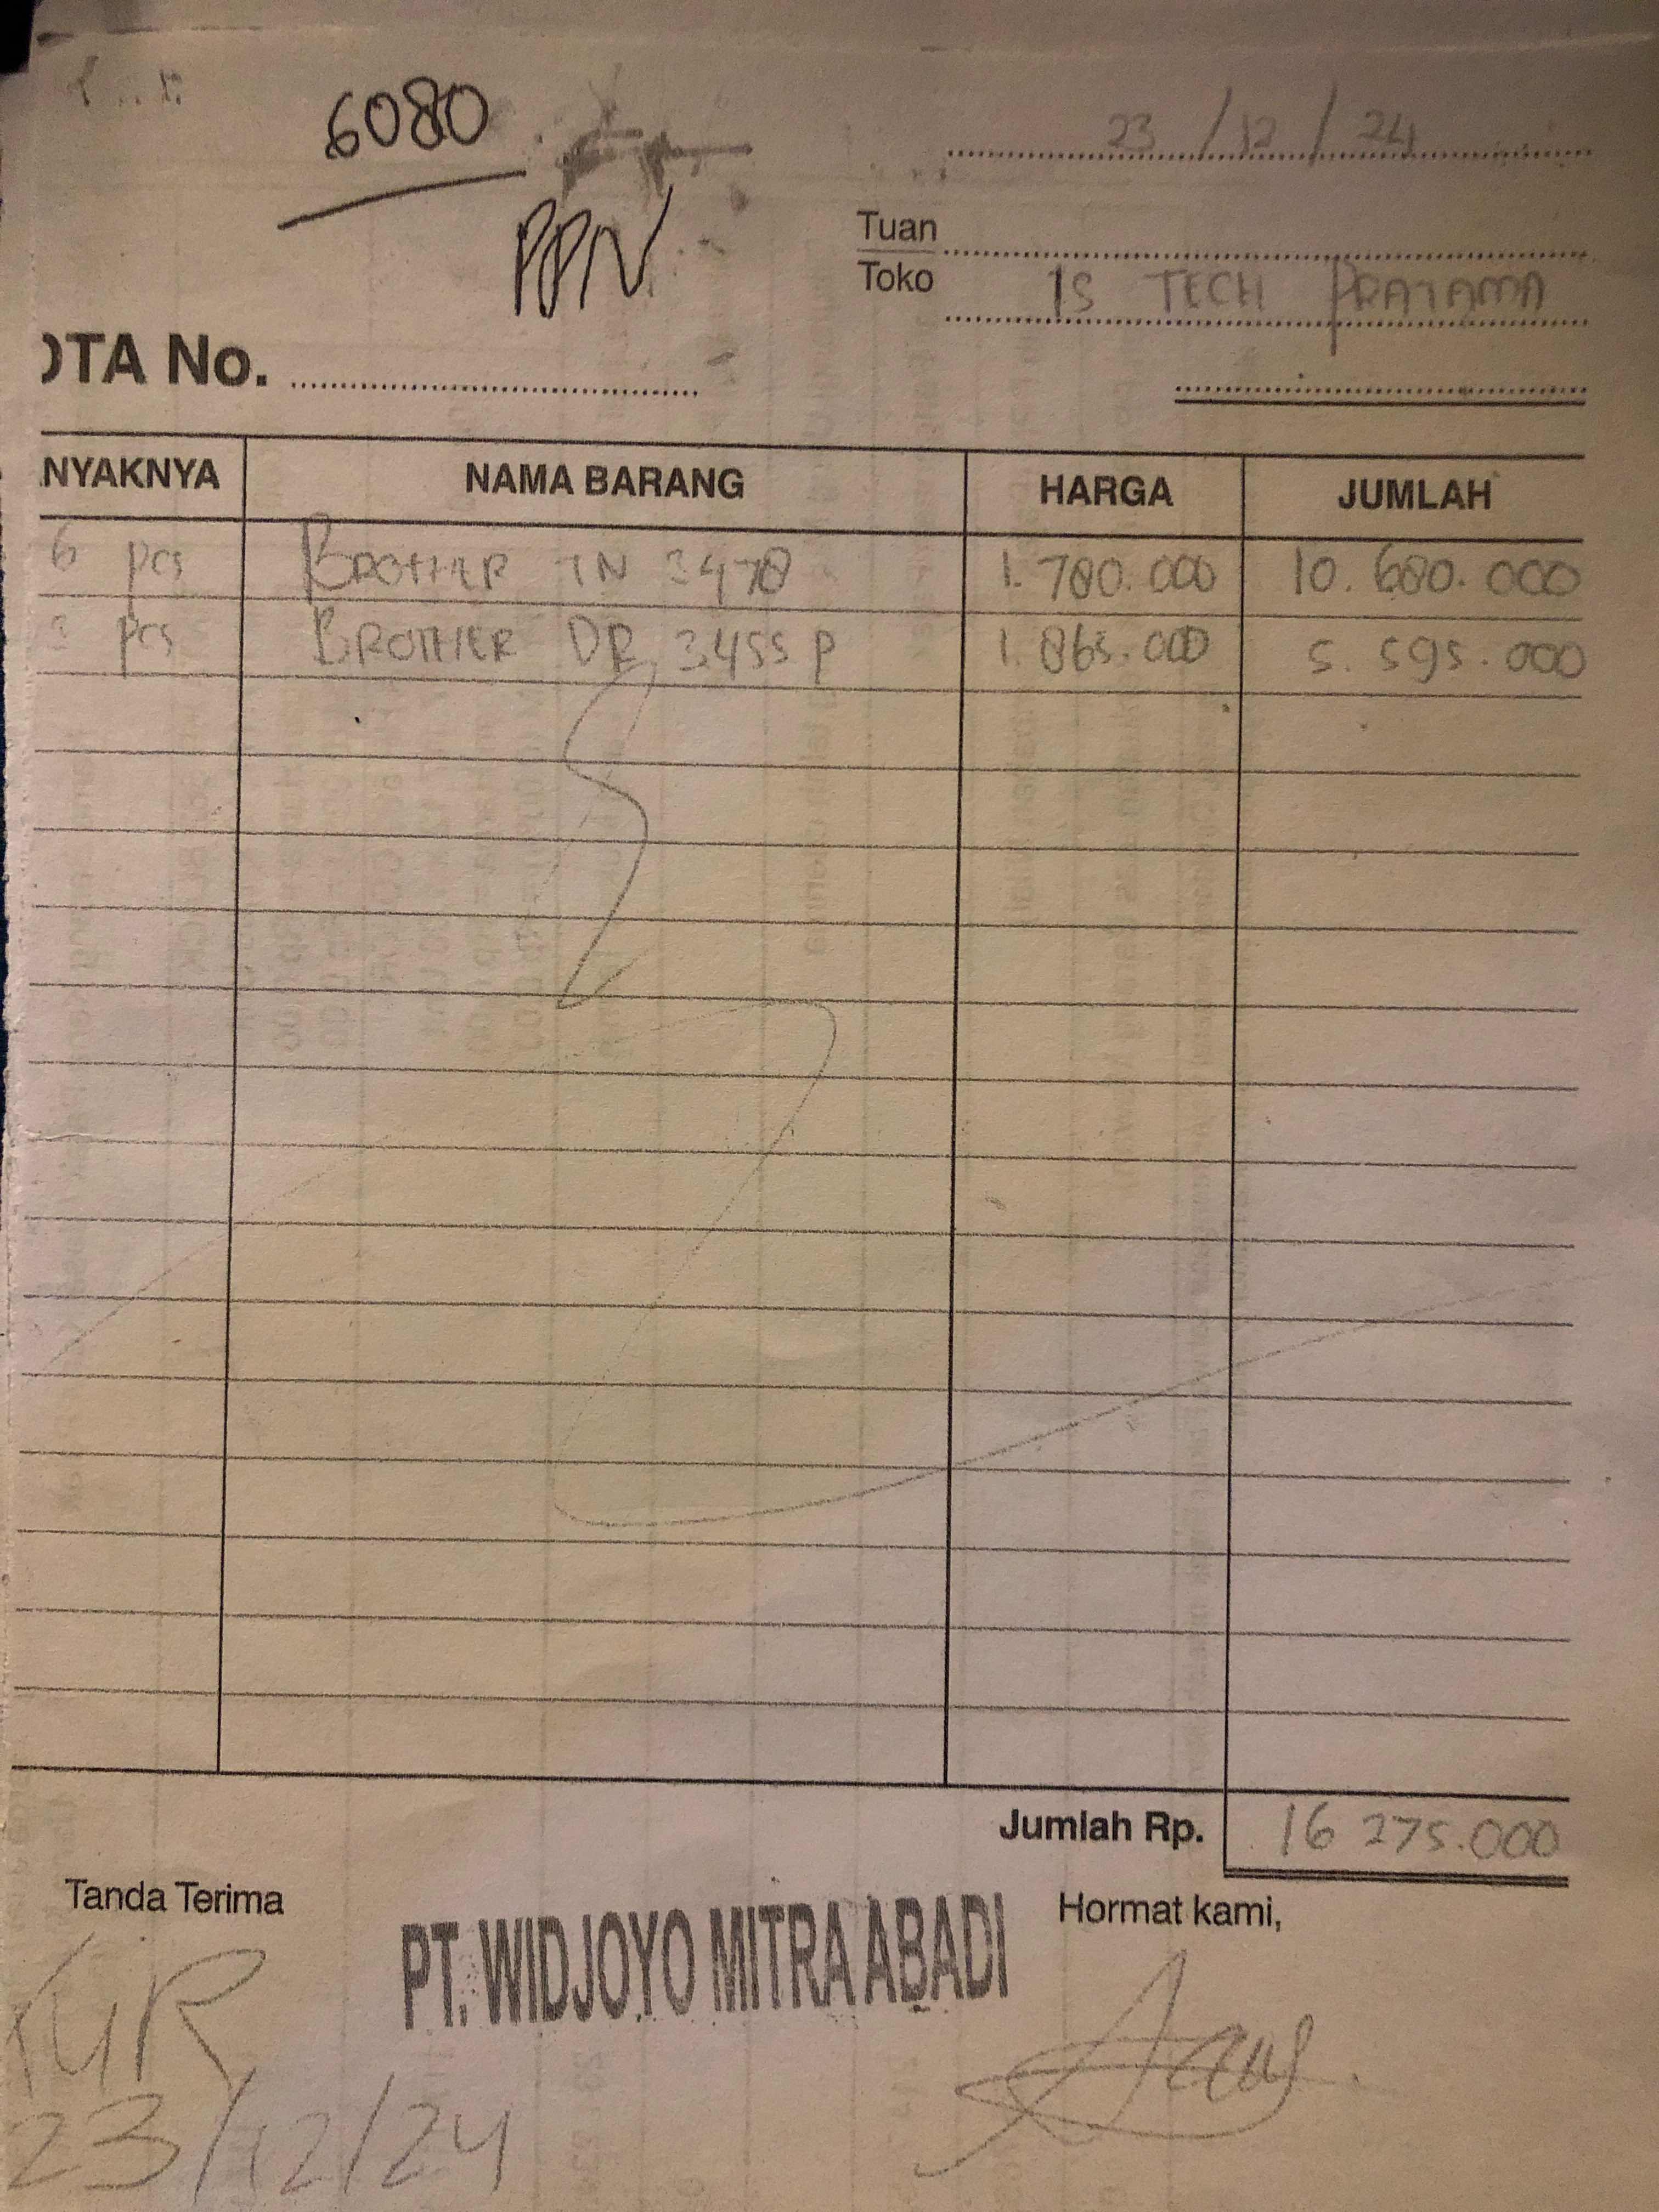 6080
PPN
23/12/24
Tuan
Toko
IS TECH PRATAMA
OTA No.
NYAKNYA NAMA BARANG HARGA JUMLAH
6 pcs BROTHER TN 3478 1.780.000 10.680.000
3 pcs BROTHER DR 3455 P 1.865.000 5.595.000
Jumlah Rp. 16 275.000
Tanda Terima
PT. WIDJOYO MITRA ABADI
Hormat kami,
23/12/24